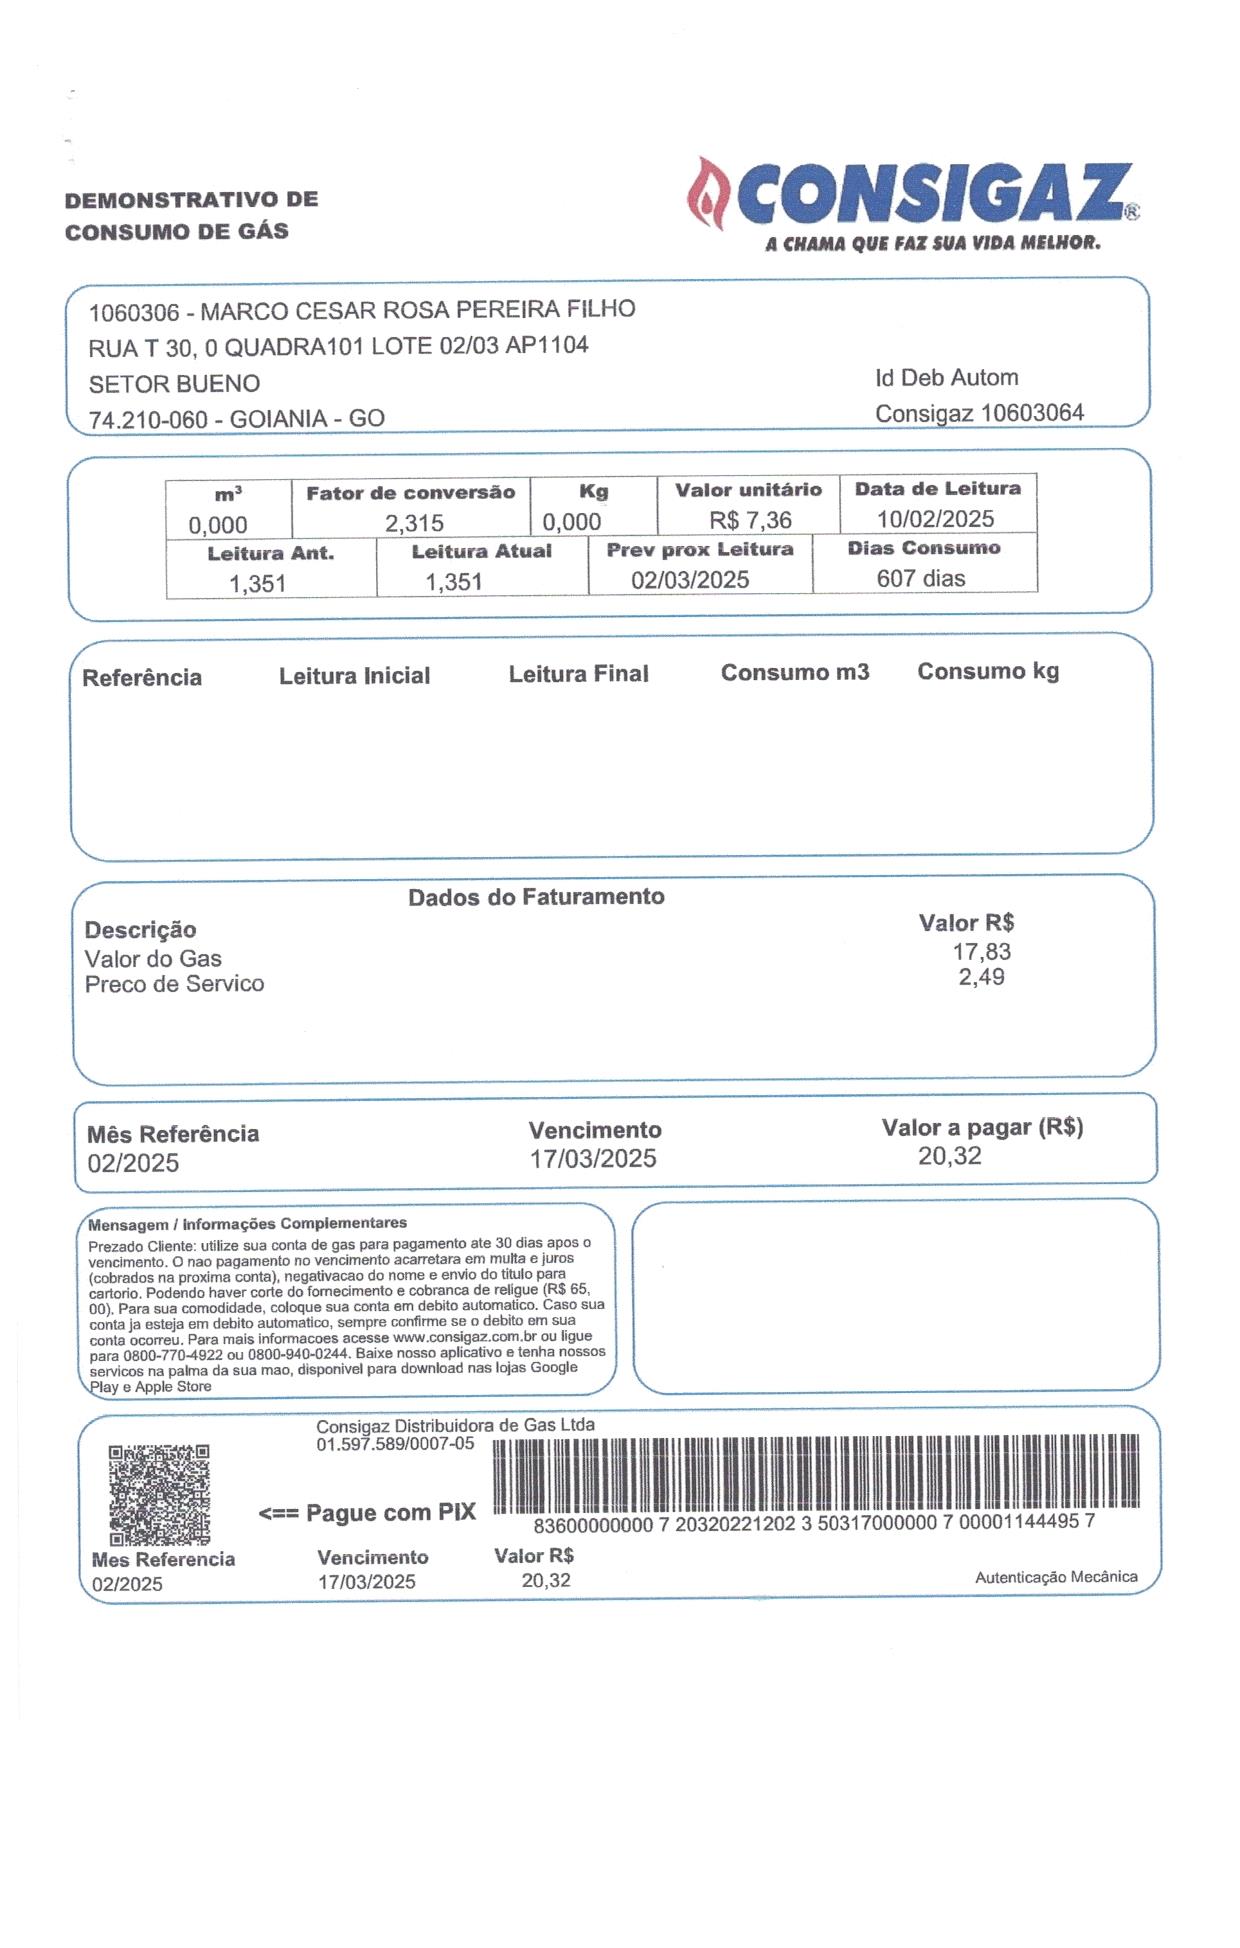 DEMONSTRATIVO DE
CONSUMO DE GÁS
CONSIGAZ®
A CHAMA QUE FAZ SUA VIDA MELHOR.
1060306 - MARCO CESAR ROSA PEREIRA FILHO
RUA T 30, 0 QUADRA101 LOTE 02/03 AP1104
SETOR BUENO
74.210-060 - GOIANIA - GO
Id Deb Autom
Consigaz 10603064
m³ Fator de conversão Kg Valor unitário Data de Leitura
0,000 2,315 0,000 R$ 7,36 10/02/2025
Leitura Ant. Leitura Atual Prev prox Leitura Dias Consumo
1,351 1,351 02/03/2025 607 dias
Referência Leitura Inicial Leitura Final Consumo m3 Consumo kg
Dados do Faturamento
Descrição Valor R$
Valor do Gas 17,83
Preco de Servico 2,49
Mês Referência Vencimento Valor a pagar (R$)
02/2025 17/03/2025 20,32
Mensagem / Informações Complementares
Prezado Cliente: utilize sua conta de gas para pagamento ate 30 dias apos o
vencimento. O nao pagamento no vencimento acarretara em multa e juros
(cobrados na proxima conta), negativacao do nome e envio do titulo para
cartorio. Podendo haver corte do fornecimento e cobranca de religue (R$ 65,
00). Para sua comodidade, coloque sua conta em debito automatico. Caso sua
conta ja esteja em debito automatico, sempre confirme se o debito em sua
conta ocorreu. Para mais informacoes acesse www.consigaz.com.br ou ligue
para 0800-770-4922 ou 0800-940-0244. Baixe nosso aplicativo e tenha nossos
servicos na palma da sua mao, disponivel para download nas lojas Google
Play e Apple Store
Consigaz Distribuidora de Gas Ltda
01.597.589/0007-05
<== Pague com PIX
83600000000 7 20320221202 3 50317000000 7 00001144495 7
Mes Referencia Vencimento Valor R$
02/2025 17/03/2025 20,32
Autenticação Mecânica